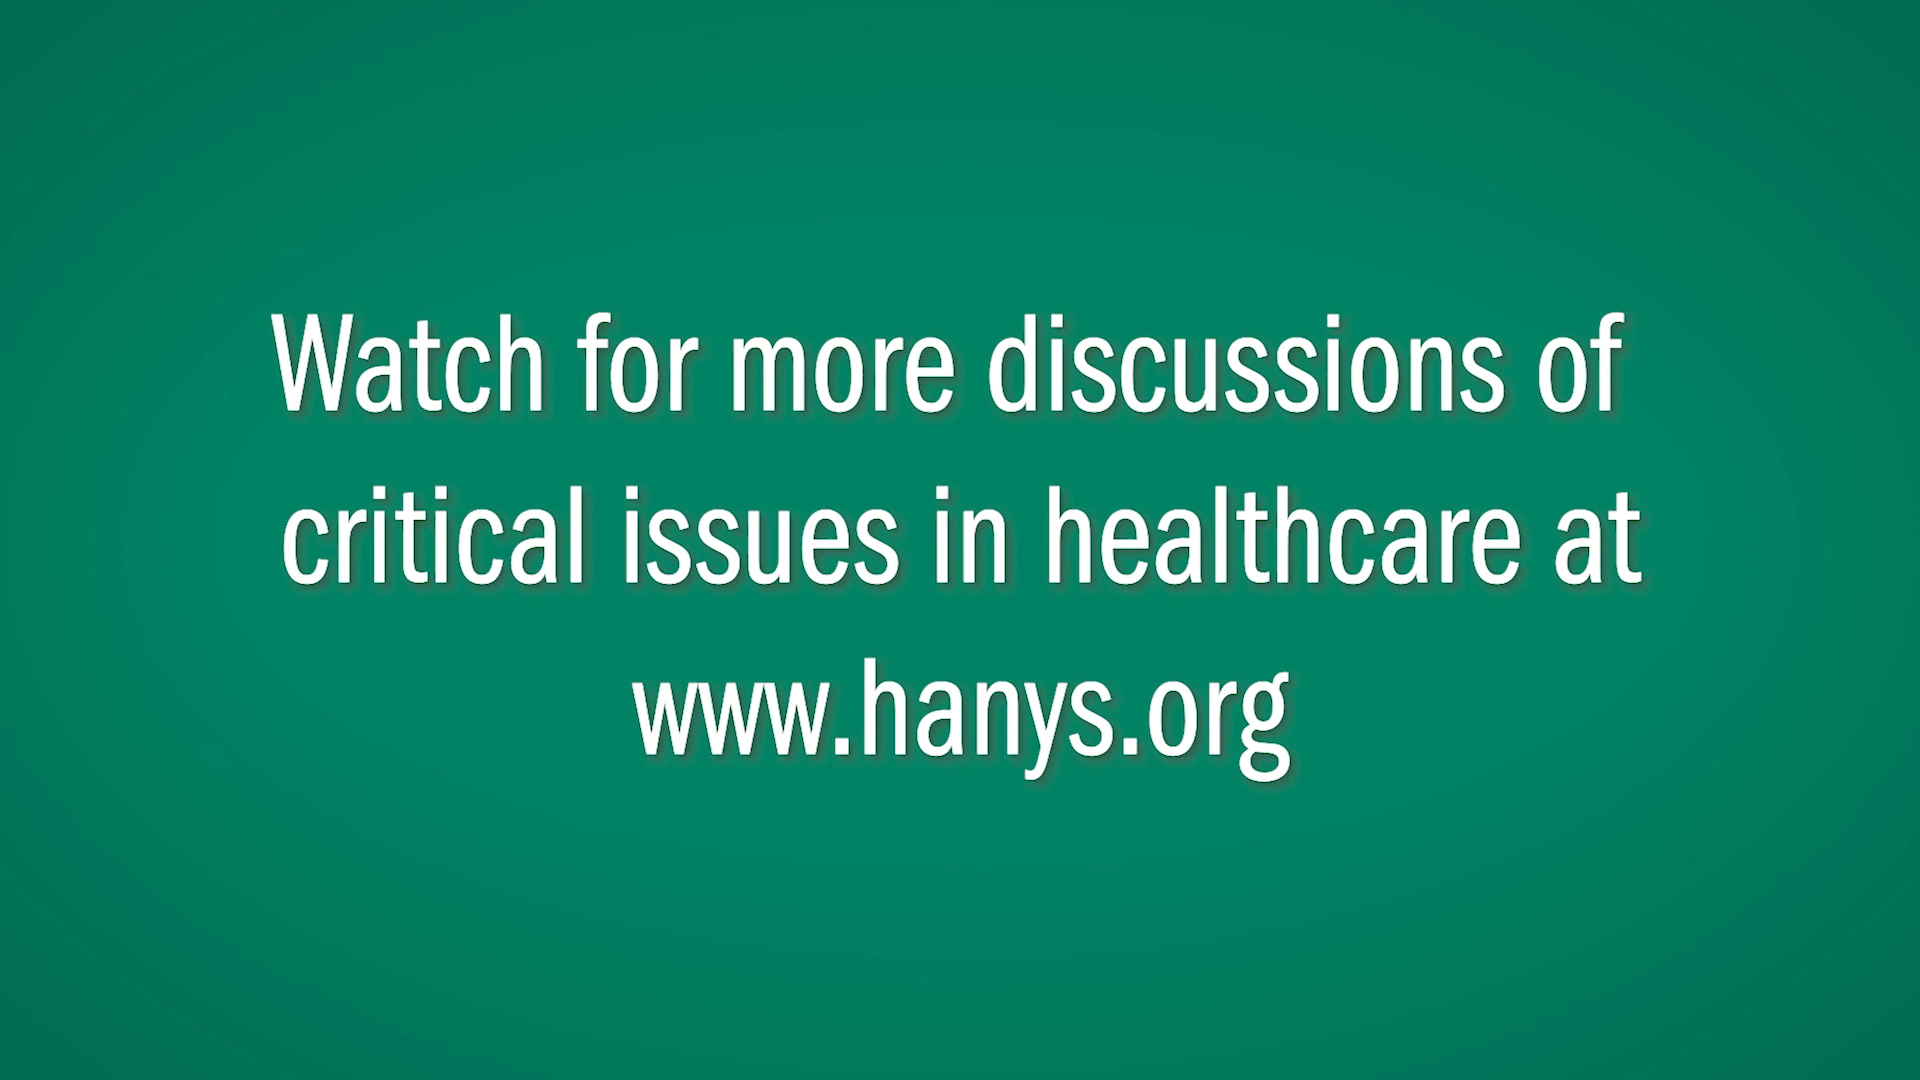 Watch for more discussions of
critical issues in healthcare at
www.hanys.org